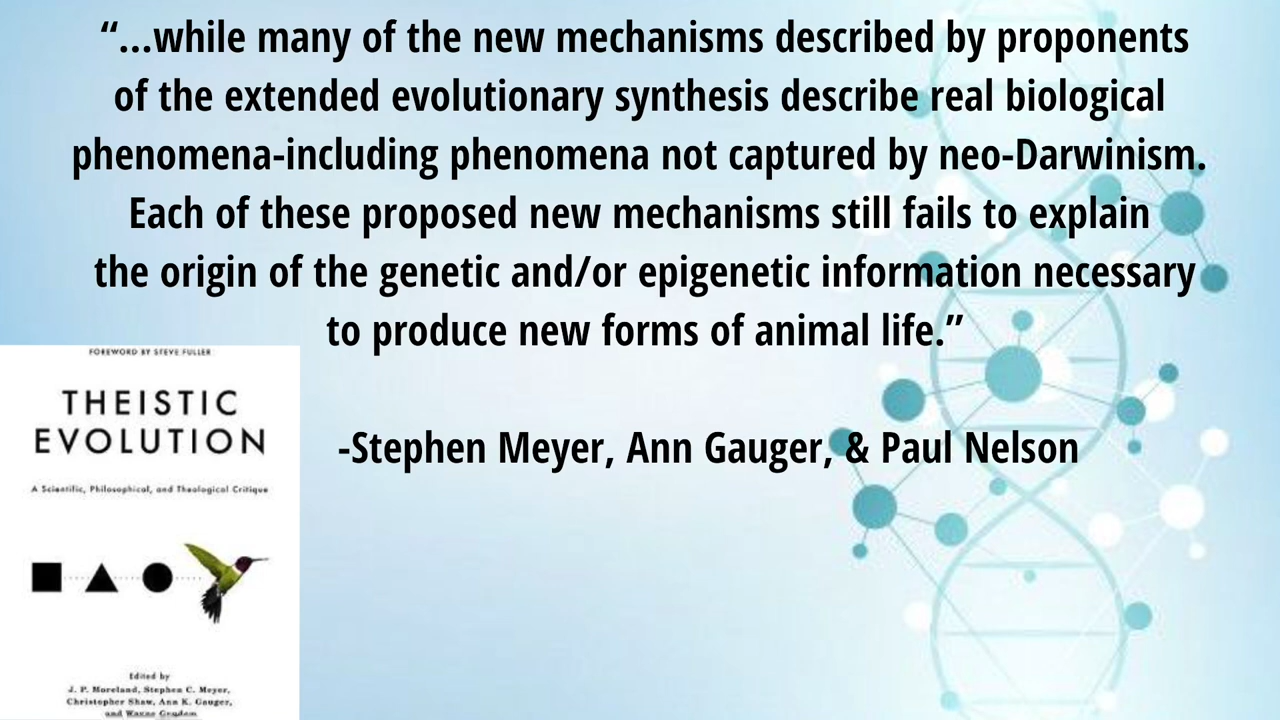 “...while many of the new mechanisms described by proponents
of the extended evolutionary synthesis describe real biological
phenomena-including phenomena not captured by neo-Darwinism.
Each of these proposed new mechanisms still fails to explain
the origin of the genetic and/or epigenetic information necessary
to produce new forms of animal life.”
-Stephen Meyer, Ann Gauger, & Paul Nelson
FOREWORD BY STEVE FULLER
THEISTIC
EVOLUTION
A Scientific, Philosophical, and Theological Critique
Edited by
J. P. Moreland, Stephen C. Meyer,
Christopher Shaw, Ann K. Gauger,
and Wayne Grudem